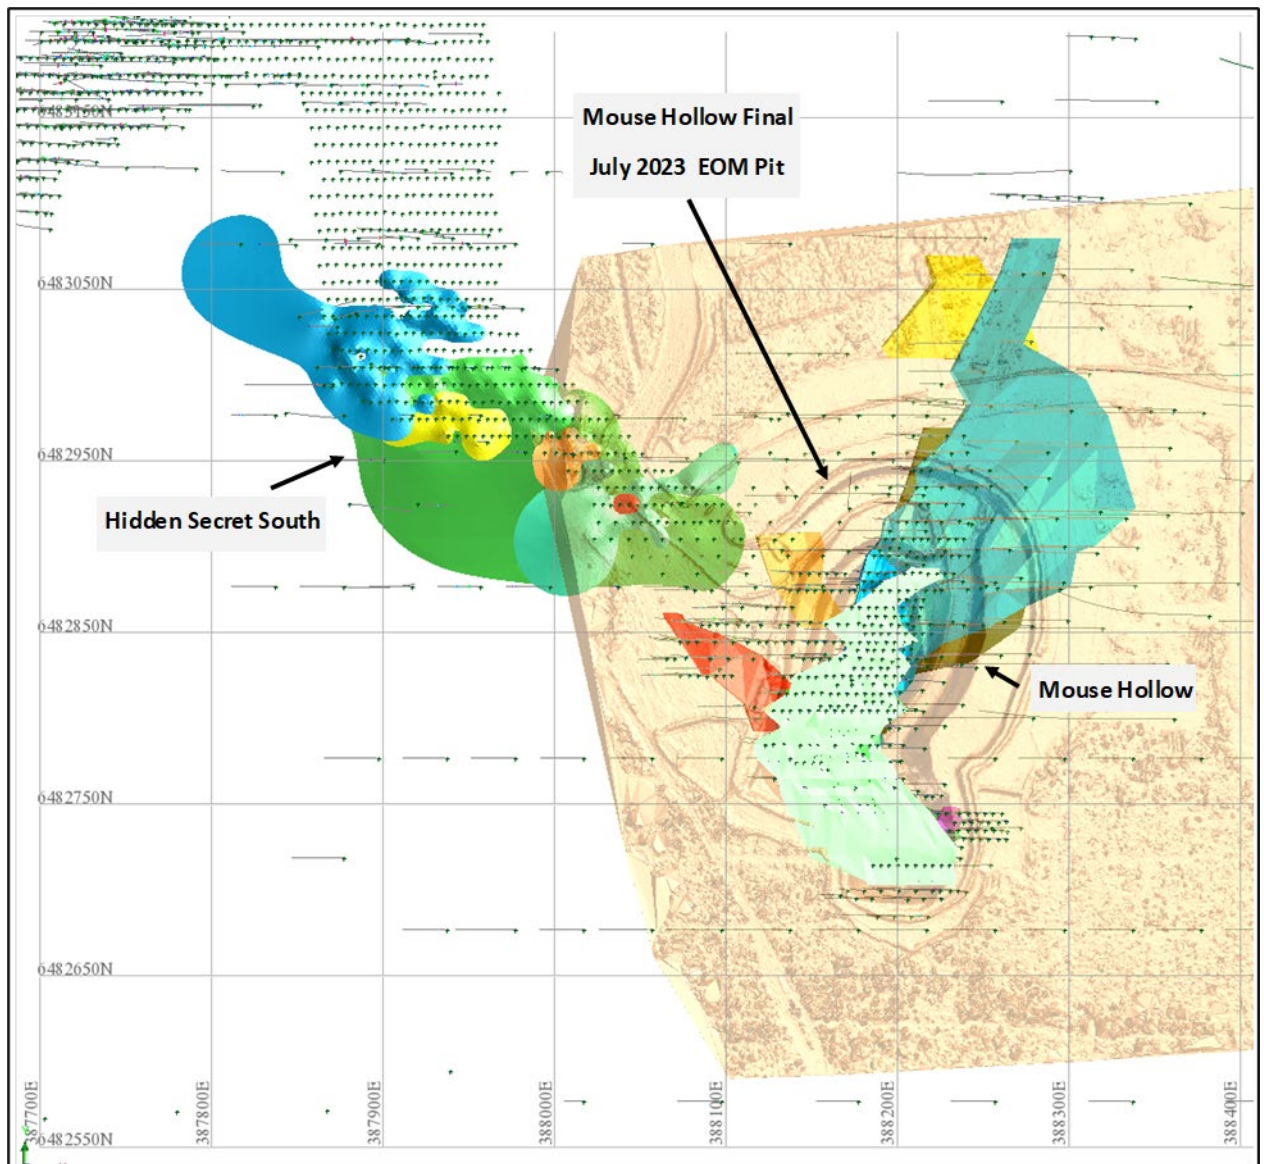 6483150N
Mouse Hollow Final
July 2023 EOM Pit
6483050N
6482950N
Hidden Secret South
6482850N
Mouse Hollow
6482750N
6482650N
387700E
387800E
387900E
388000E
388100E
388200E
388300E
388400E
6482550N